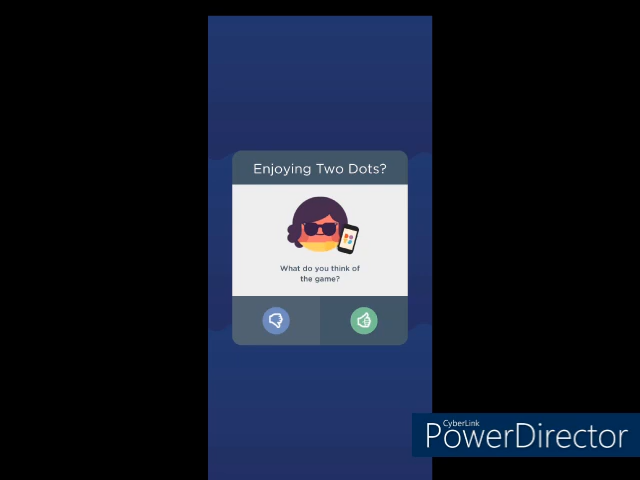 Enjoying Two Dots?
What do you think of
the game?
CyberLink
PowerDirector